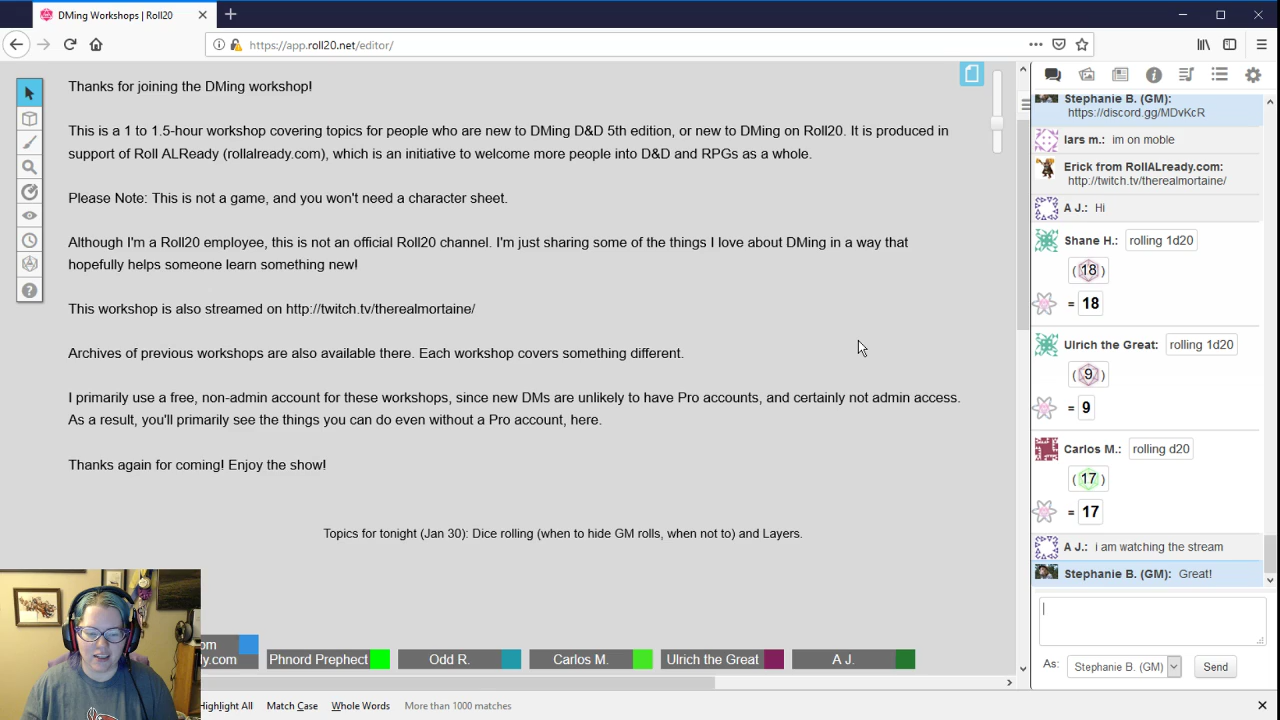 DMing Workshops | Roll20
https://app.roll20.net/editor/
Thanks for joining the DMing workshop!
This is a 1 to 1.5-hour workshop covering topics for people who are new to DMing D&D 5th edition, or new to DMing on Roll20. It is produced in
support of Roll ALReady (rollalready.com), which is an initiative to welcome more people into D&D and RPGs as a whole.
Please Note: This is not a game, and you won't need a character sheet.
Although I'm a Roll20 employee, this is not an official Roll20 channel. I'm just sharing some of the things I love about DMing in a way that
hopefully helps someone learn something new!
This workshop is also streamed on http://twitch.tv/therealmortaine/
Archives of previous workshops are also available there. Each workshop covers something different.
I primarily use a free, non-admin account for these workshops, since new DMs are unlikely to have Pro accounts, and certainly not admin access.
As a result, you'll primarily see the things you can do even without a Pro account, here.
Thanks again for coming! Enjoy the show!
Topics for tonight (Jan 30): Dice rolling (when to hide GM rolls, when not to) and Layers.
om
ly.com
Phnord Prephect
Odd R.
Carlos M.
Ulrich the Great
A J.
Stephanie B. (GM):
https://discord.gg/MDvKcR
lars m.: im on moble
Erick from RollALready.com:
http://twitch.tv/therealmortaine/
A J.: Hi
Shane H.: rolling 1d20
(18)
= 18
Ulrich the Great: rolling 1d20
(9)
= 9
Carlos M.: rolling d20
(17)
= 17
A J.: i am watching the stream
Stephanie B. (GM): Great!
As: Stephanie B. (GM) Send
Highlight All Match Case Whole Words More than 1000 matches